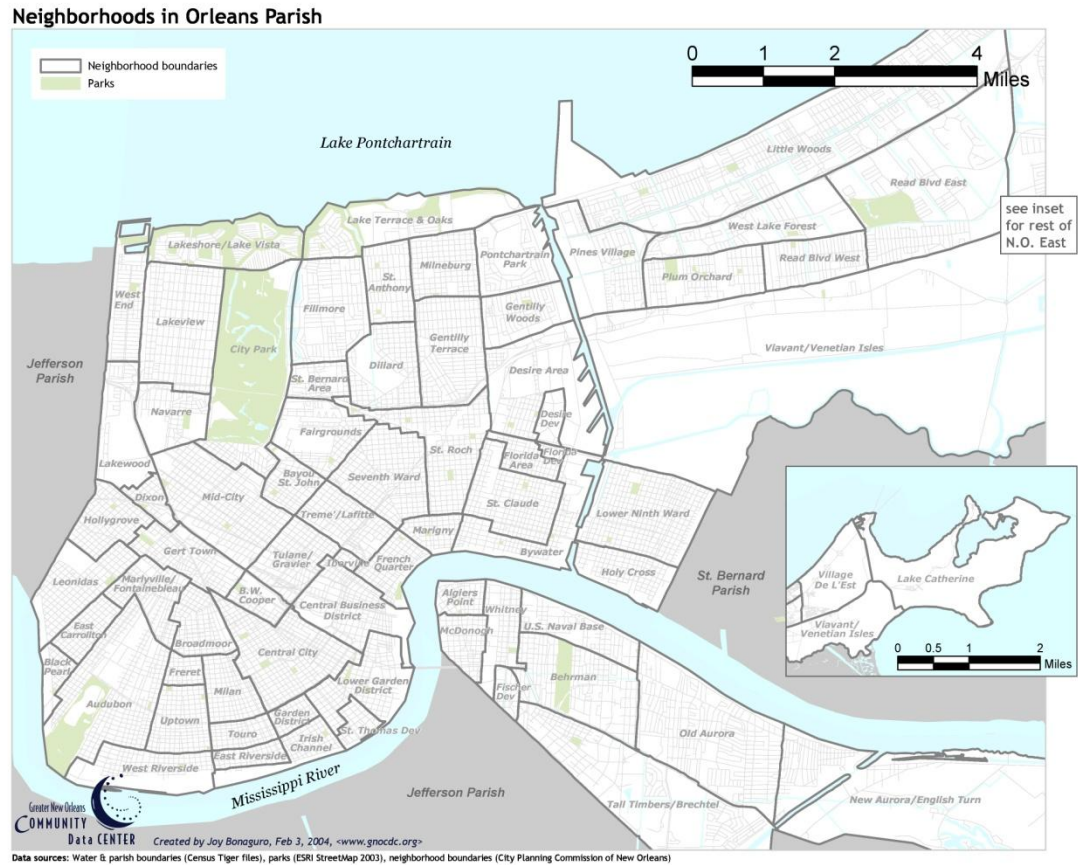 Neighborhoods in Orleans Parish
Neighborhood boundaries
Parks
0 1 2 4
Miles
Lake Pontchartrain
Little Woods
Read Blvd East
see inset
for rest of
N.O. East
Lake Terrace & Oaks
Lakeshore/Lake Vista
West Lake Forest
Pontchartrain
Park
Pines Village
Read Blvd West
Milneburg
St.
Anthony
Plum Orchard
West
End
Lakeview
Fillmore
Gentilly
Woods
City Park
Gentilly
Terrace
Viavant/Venetian Isles
Jefferson
Parish
Dillard
Desire Area
St. Bernard
Area
Navarre
Desire
Dev
Fairgrounds
St. Roch
Florida
Area
Florida
Dev
Lakewood
Bayou
St. John
Seventh Ward
Dixon
Mid-City
St. Claude
Lower Ninth Ward
Hollygrove
Treme'/Lafitte
Marigny
Gert Town
Bywater
Tulane/
Gravier
Iberville
French
Quarter
Holy Cross
St. Bernard
Parish
Leonidas
Marlyville/
Fontainebleau
B.W.
Cooper
Central Business
District
Algiers
Point
Whitney
U.S. Naval Base
McDonogh
East
Carrollton
Broadmoor
Central City
Black
Pearl
Freret
Lower Garden
District
Fischer
Dev
Behrman
Audubon
Milan
Uptown
Garden
District
St. Thomas Dev
Touro
Irish
Channel
Old Aurora
East Riverside
West Riverside
Mississippi River
Jefferson Parish
Tall Timbers/Brechtel
New Aurora/English Turn
Village
De L'Est
Lake Catherine
Viavant/
Venetian Isles
0 0.5 1 2
Miles
Greater New Orleans
COMMUNITY
Data CENTER
Created by Joy Bonaguro, Feb 3, 2004, <www.gnocdc.org>
Data sources: Water & parish boundaries (Census Tiger files), parks (ESRI StreetMap 2003), neighborhood boundaries (City Planning Commission of New Orleans)